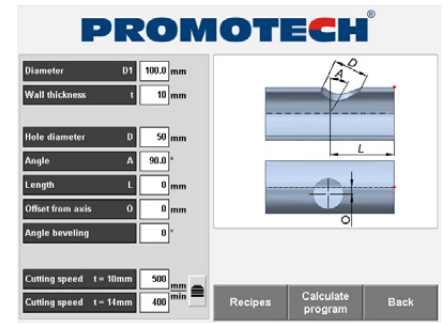 PROMOTECH®
Diameter D1 100.0 mm
Wall thickness t 10 mm
Hole diameter D 50 mm
Angle A 90.0 °
Length L 0 mm
Offset from axis O 0 mm
Angle beveling 0 °
Cutting speed t = 10mm 500 mm
Cutting speed t = 14mm 400 min
D
A
L
O
Recipes
Calculate
program
Back